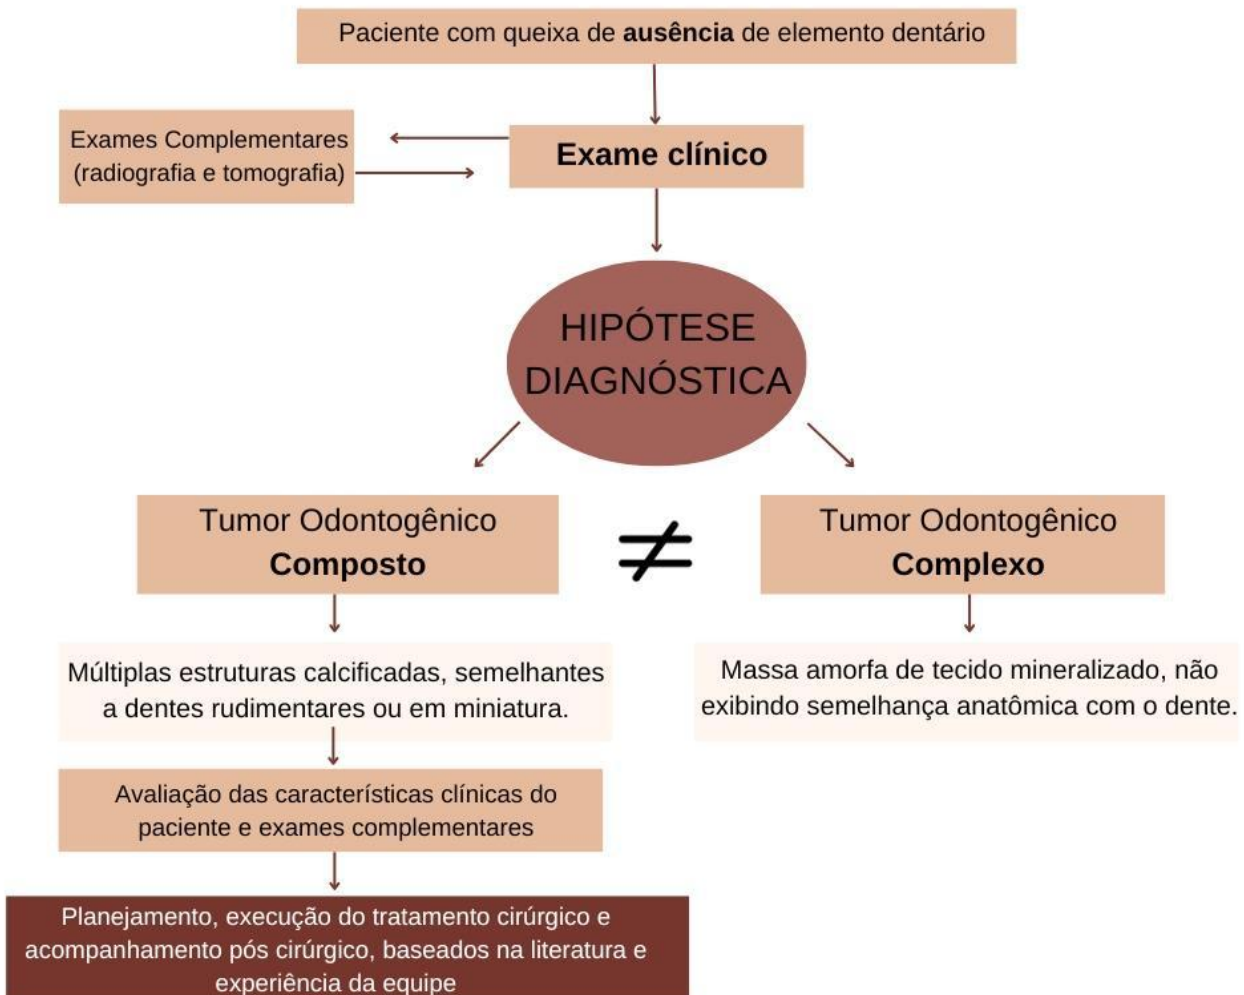 Paciente com queixa de ausência de elemento dentário
Exames Complementares
(radiografia e tomografia)
Exame clínico
HIPÓTESE
DIAGNÓSTICA
Tumor Odontogênico
Composto
≠
Tumor Odontogênico
Complexo
Múltiplas estruturas calcificadas, semelhantes
a dentes rudimentares ou em miniatura.
Massa amorfa de tecido mineralizado, não
exibindo semelhança anatômica com o dente.
Avaliação das características clínicas do
paciente e exames complementares
Planejamento, execução do tratamento cirúrgico e
acompanhamento pós cirúrgico, baseados na literatura e
experiência da equipe